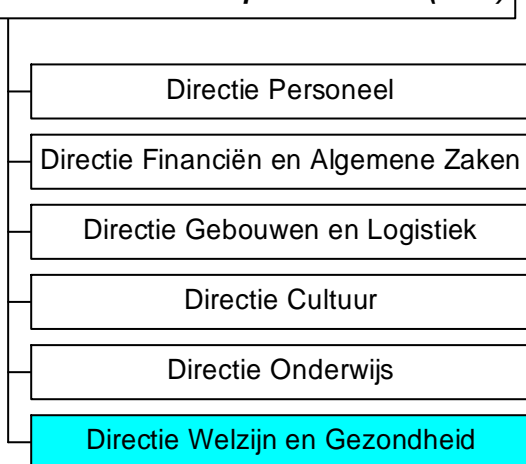 Directie Personeel
Directie Financiën en Algemene Zaken
Directie Gebouwen en Logistiek
Directie Cultuur
Directie Onderwijs
Directie Welzijn en Gezondheid